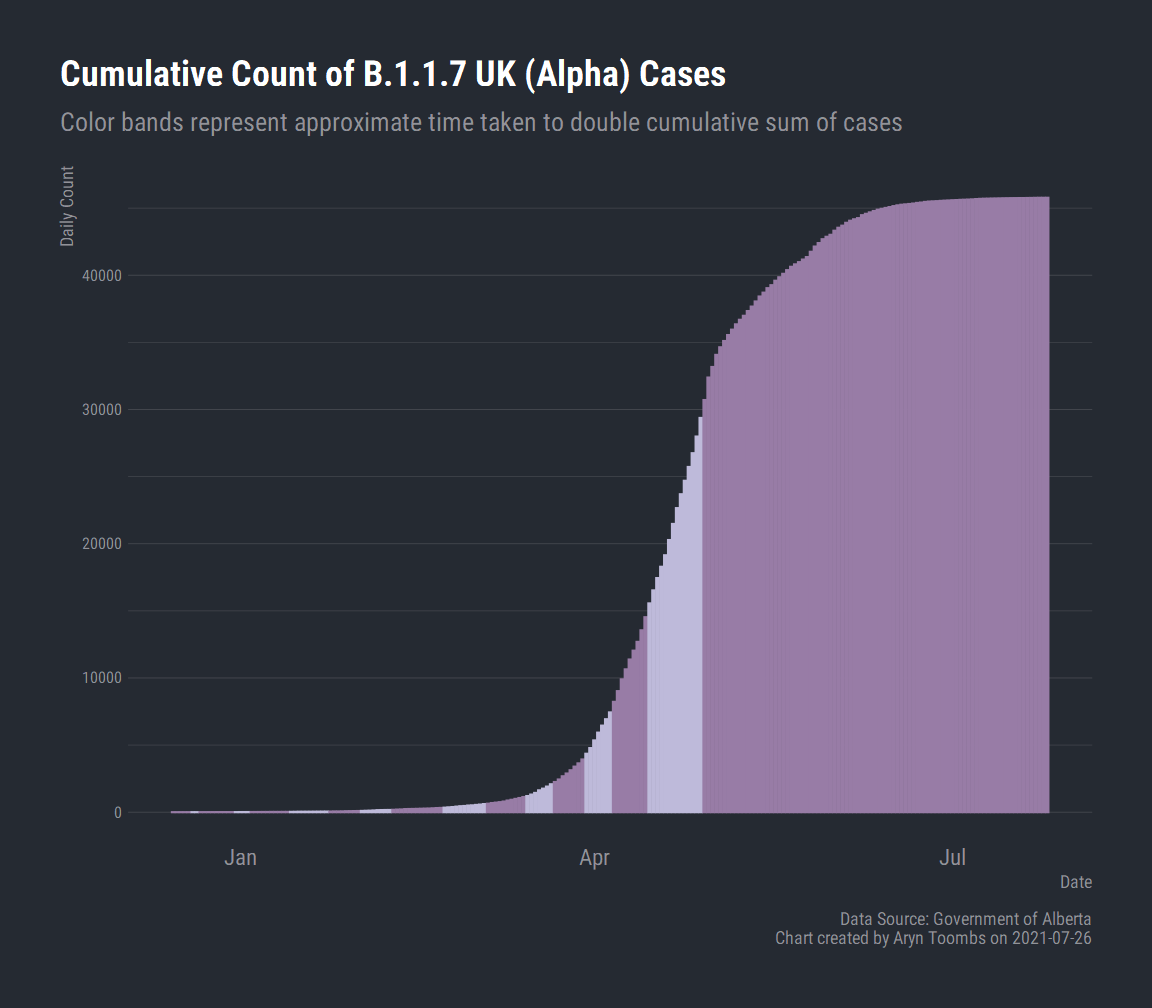 Cumulative Count of B.1.1.7 UK (Alpha) Cases
Color bands represent approximate time taken to double cumulative sum of cases
Daily Count
40000
30000
20000
10000
0
Jan Apr Jul
Date
Data Source: Government of Alberta
Chart created by Aryn Toombs on 2021-07-26